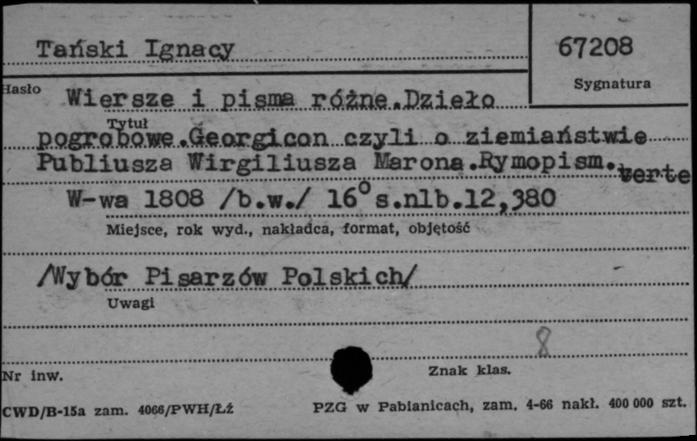 Tański Ignacy
67208
Sygnatura
Hasło
Wiersze i pisma różne.Dzieło
Tytuł
pogrobowe.Georgicon czyli o ziemiaństwie
Publiusza Wirgiliusza Marona.Rymopism.verte
W-wa 1808 /b.w./ 16° s.nlb.12,380
Miejsce, rok wyd., nakładca, format, objętość
/Wybór Pisarzów Polskich/
Uwagi
8
Nr inw.
Znak klas.
CWD/B-15a zam. 4066/PWH/Łź
PZG w Pabianicach, zam. 4-66 nakł. 400 000 szt.